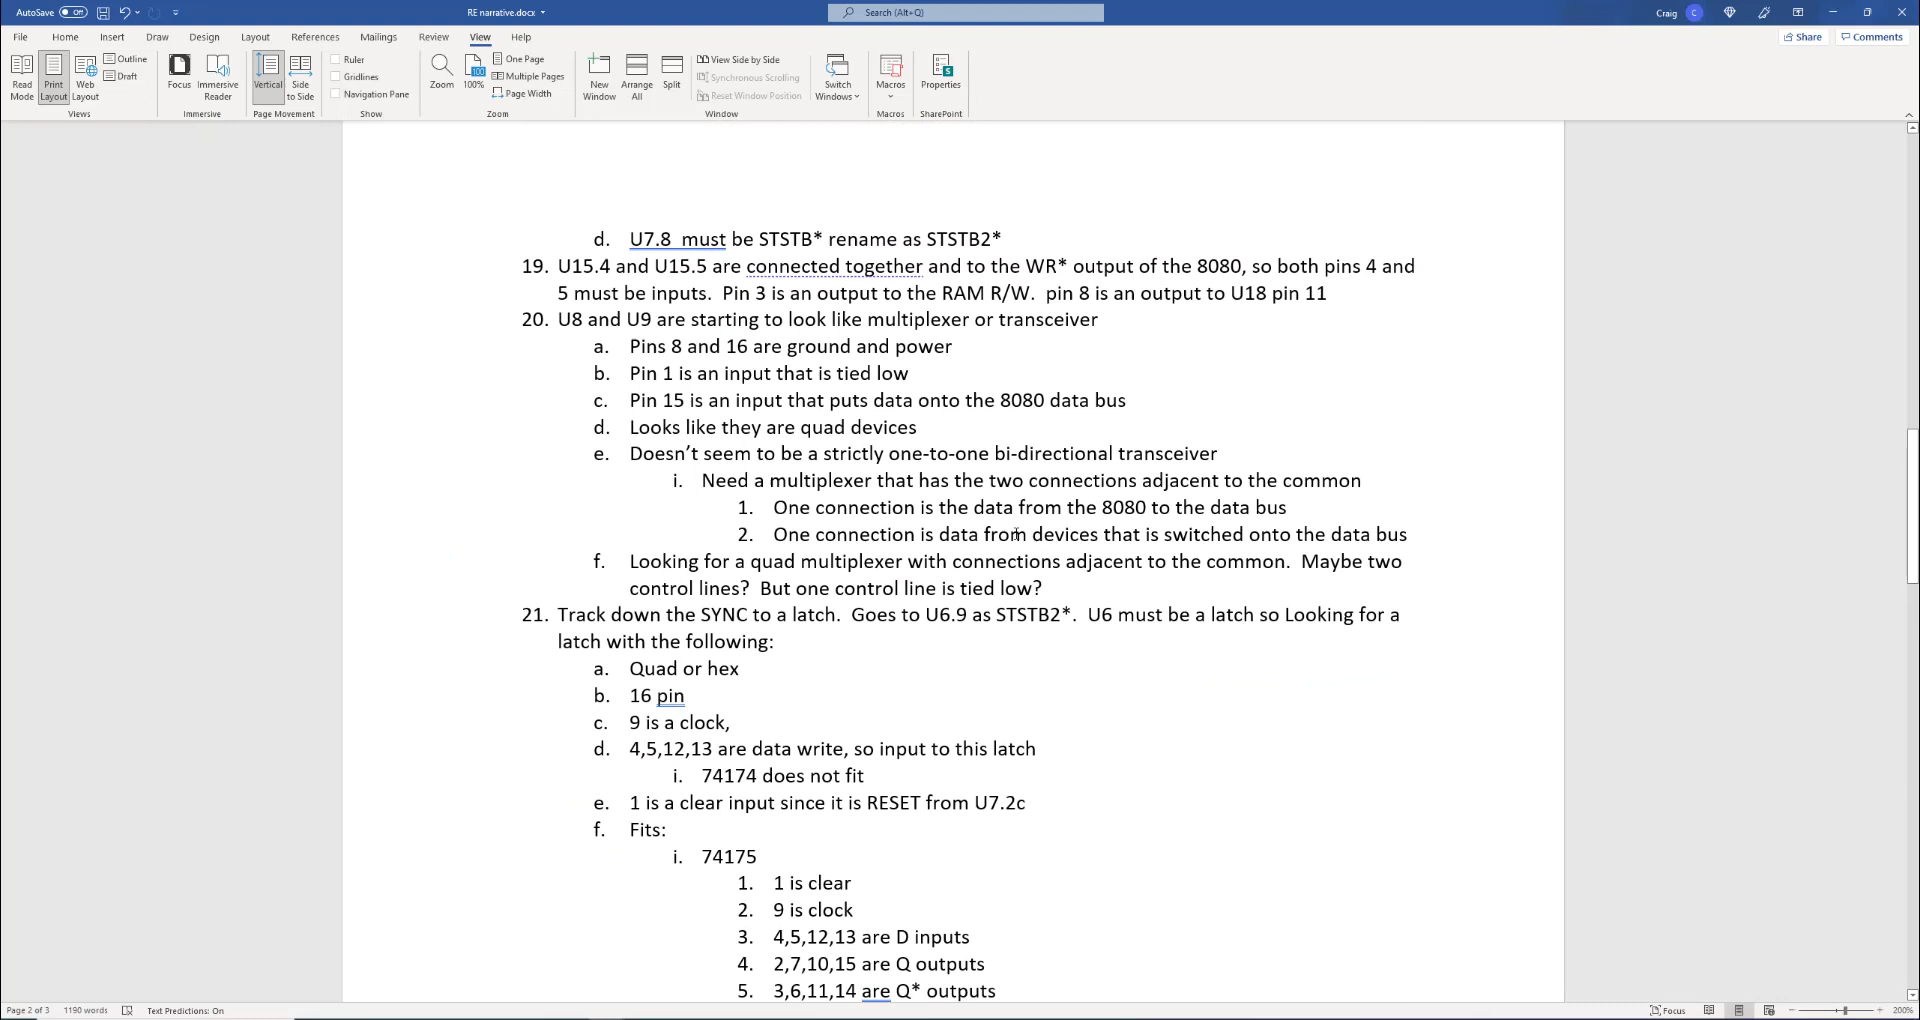 AutoSave Off RE narrative.docx Search (Alt+Q) Craig C
File Home Insert Draw Design Layout References Mailings Review View Help Share Comments
Read Mode
Print Layout
Web Layout
Outline
Draft
Views
Focus
Immersive Reader
Immersive
Vertical
Side to Side
Page Movement
Ruler
Gridlines
Navigation Pane
Show
Zoom
100
100%
One Page
Multiple Pages
Page Width
Zoom
New Window
Arrange All
Split
View Side by Side
Synchronous Scrolling
Reset Window Position
Window
Switch Windows
Macros
Macros
Properties
SharePoint
d. U7.8  must be STSTB* rename as STSTB2*
19. U15.4 and U15.5 are connected together and to the WR* output of the 8080, so both pins 4 and
5 must be inputs.  Pin 3 is an output to the RAM R/W.  pin 8 is an output to U18 pin 11
20. U8 and U9 are starting to look like multiplexer or transceiver
a. Pins 8 and 16 are ground and power
b. Pin 1 is an input that is tied low
c. Pin 15 is an input that puts data onto the 8080 data bus
d. Looks like they are quad devices
e. Doesn’t seem to be a strictly one-to-one bi-directional transceiver
i. Need a multiplexer that has the two connections adjacent to the common
1. One connection is the data from the 8080 to the data bus
2. One connection is data from devices that is switched onto the data bus
f. Looking for a quad multiplexer with connections adjacent to the common.  Maybe two
control lines?  But one control line is tied low?
21. Track down the SYNC to a latch.  Goes to U6.9 as STSTB2*.  U6 must be a latch so Looking for a
latch with the following:
a. Quad or hex
b. 16 pin
c. 9 is a clock,
d. 4,5,12,13 are data write, so input to this latch
i. 74174 does not fit
e. 1 is a clear input since it is RESET from U7.2c
f. Fits:
i. 74175
1. 1 is clear
2. 9 is clock
3. 4,5,12,13 are D inputs
4. 2,7,10,15 are Q outputs
5. 3,6,11,14 are Q* outputs
Page 2 of 3 1190 words Text Predictions: On Focus 200%